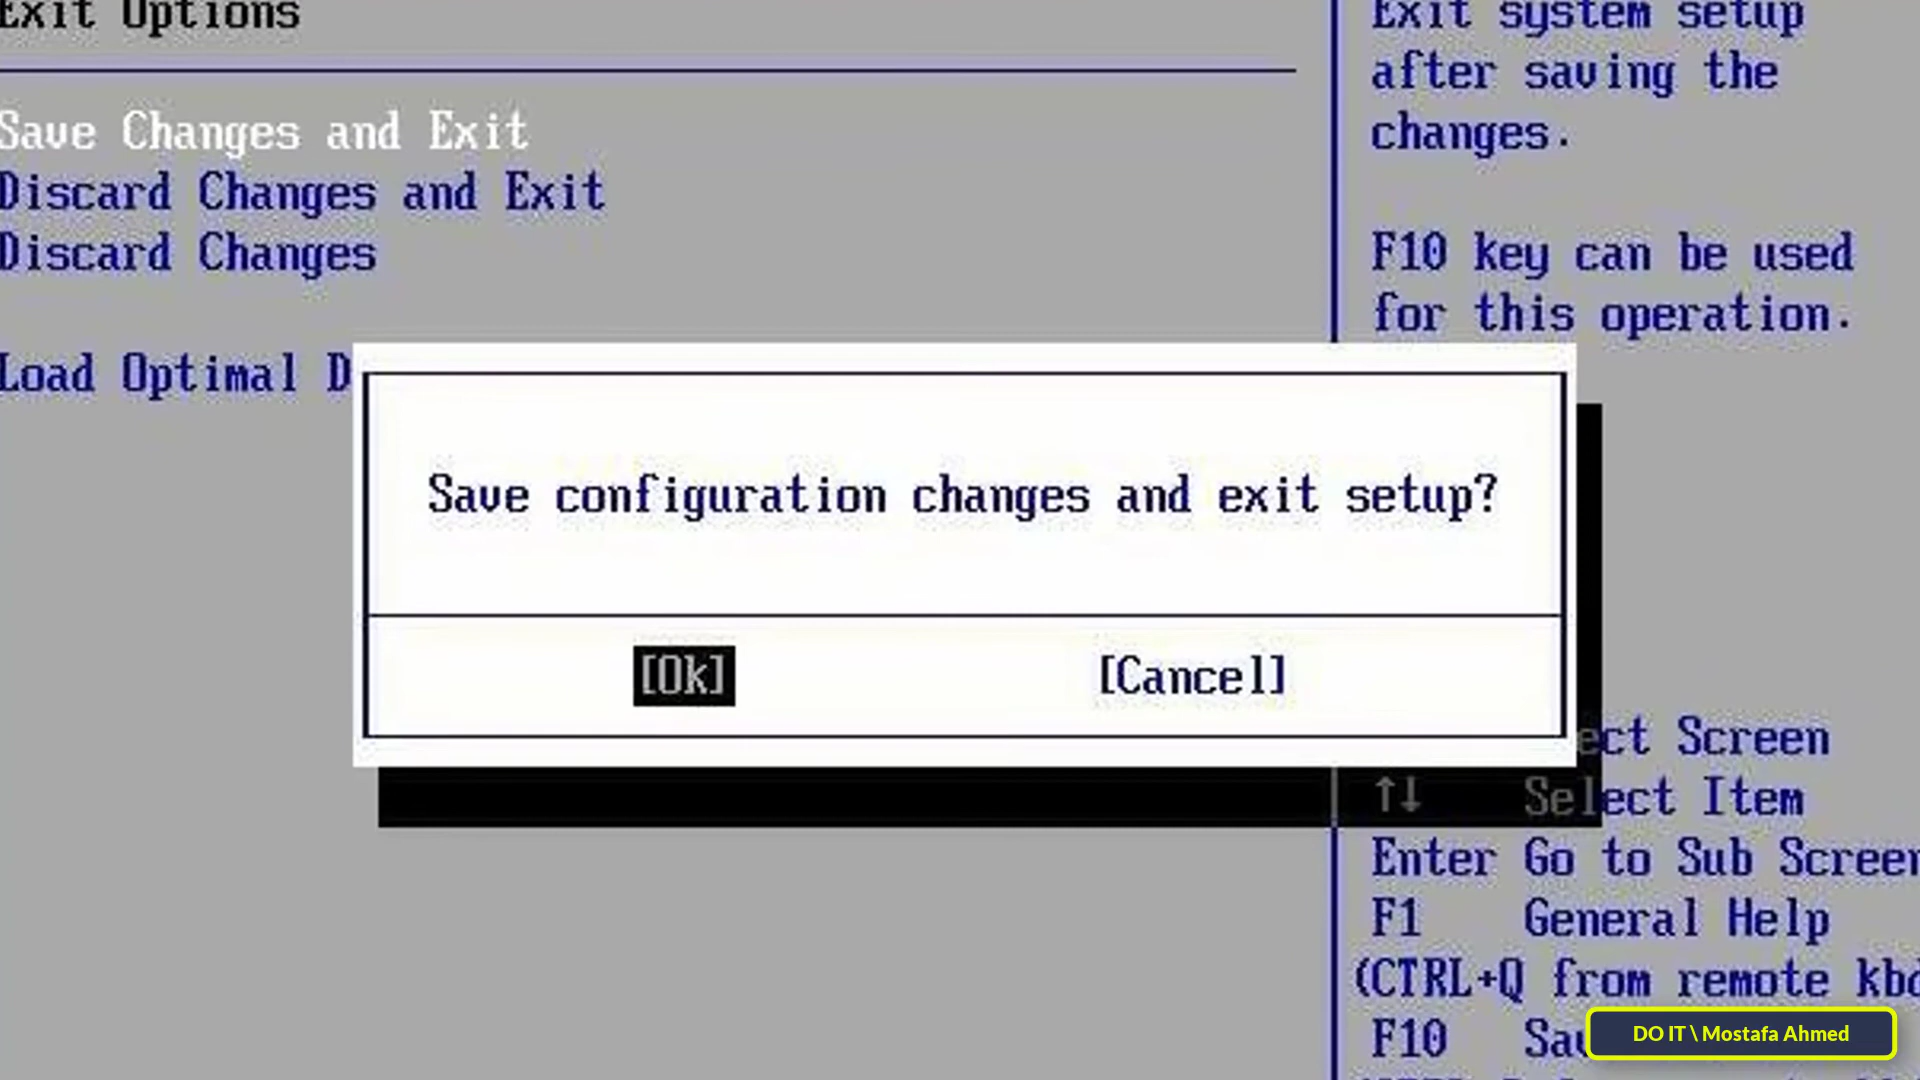 Exit Options
Save Changes and Exit
Discard Changes and Exit
Discard Changes
Load Optimal D
Exit system setup
after saving the
changes.
F10 key can be used
for this operation.
Save configuration changes and exit setup?
[Ok] [Cancel]
ect Screen
↑↓ Select Item
Enter Go to Sub Screen
F1 General Help
(CTRL+Q from remote kbd
F10 Sav
DO IT \ Mostafa Ahmed